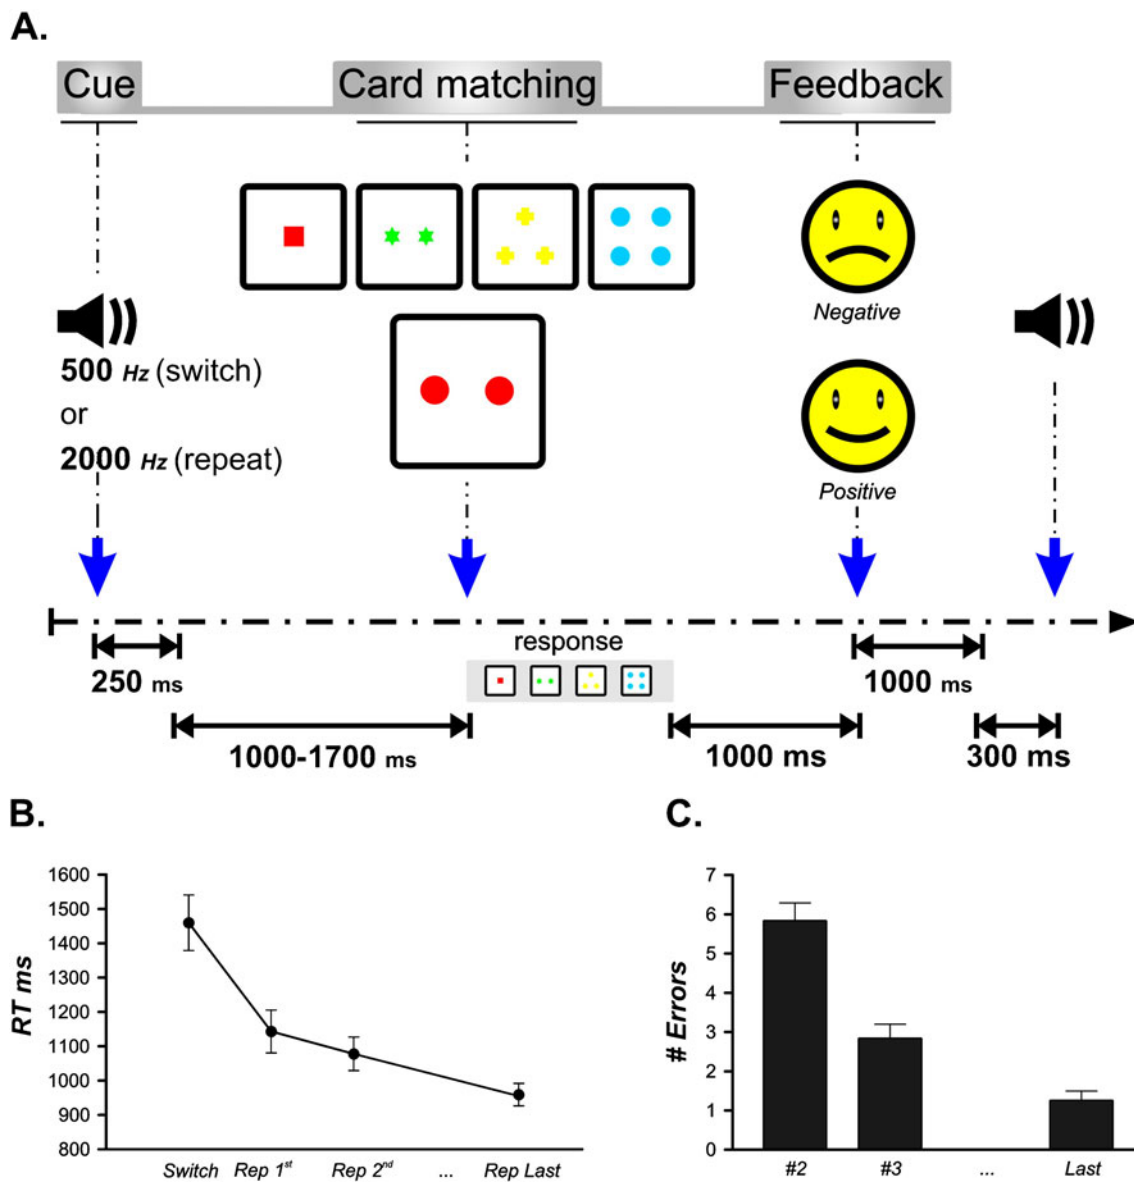 A.
Cue Card matching Feedback
Negative
500 Hz (switch)
or
2000 Hz (repeat)
Positive
response
250 ms
1000 ms
1000-1700 ms
1000 ms
300 ms
B.
1600
1500
1400
1300
1200
1100
1000
900
800
RT ms
Switch Rep 1st Rep 2nd ... Rep Last
C.
7
6
5
4
3
2
1
0
# Errors
#2 #3 ... Last